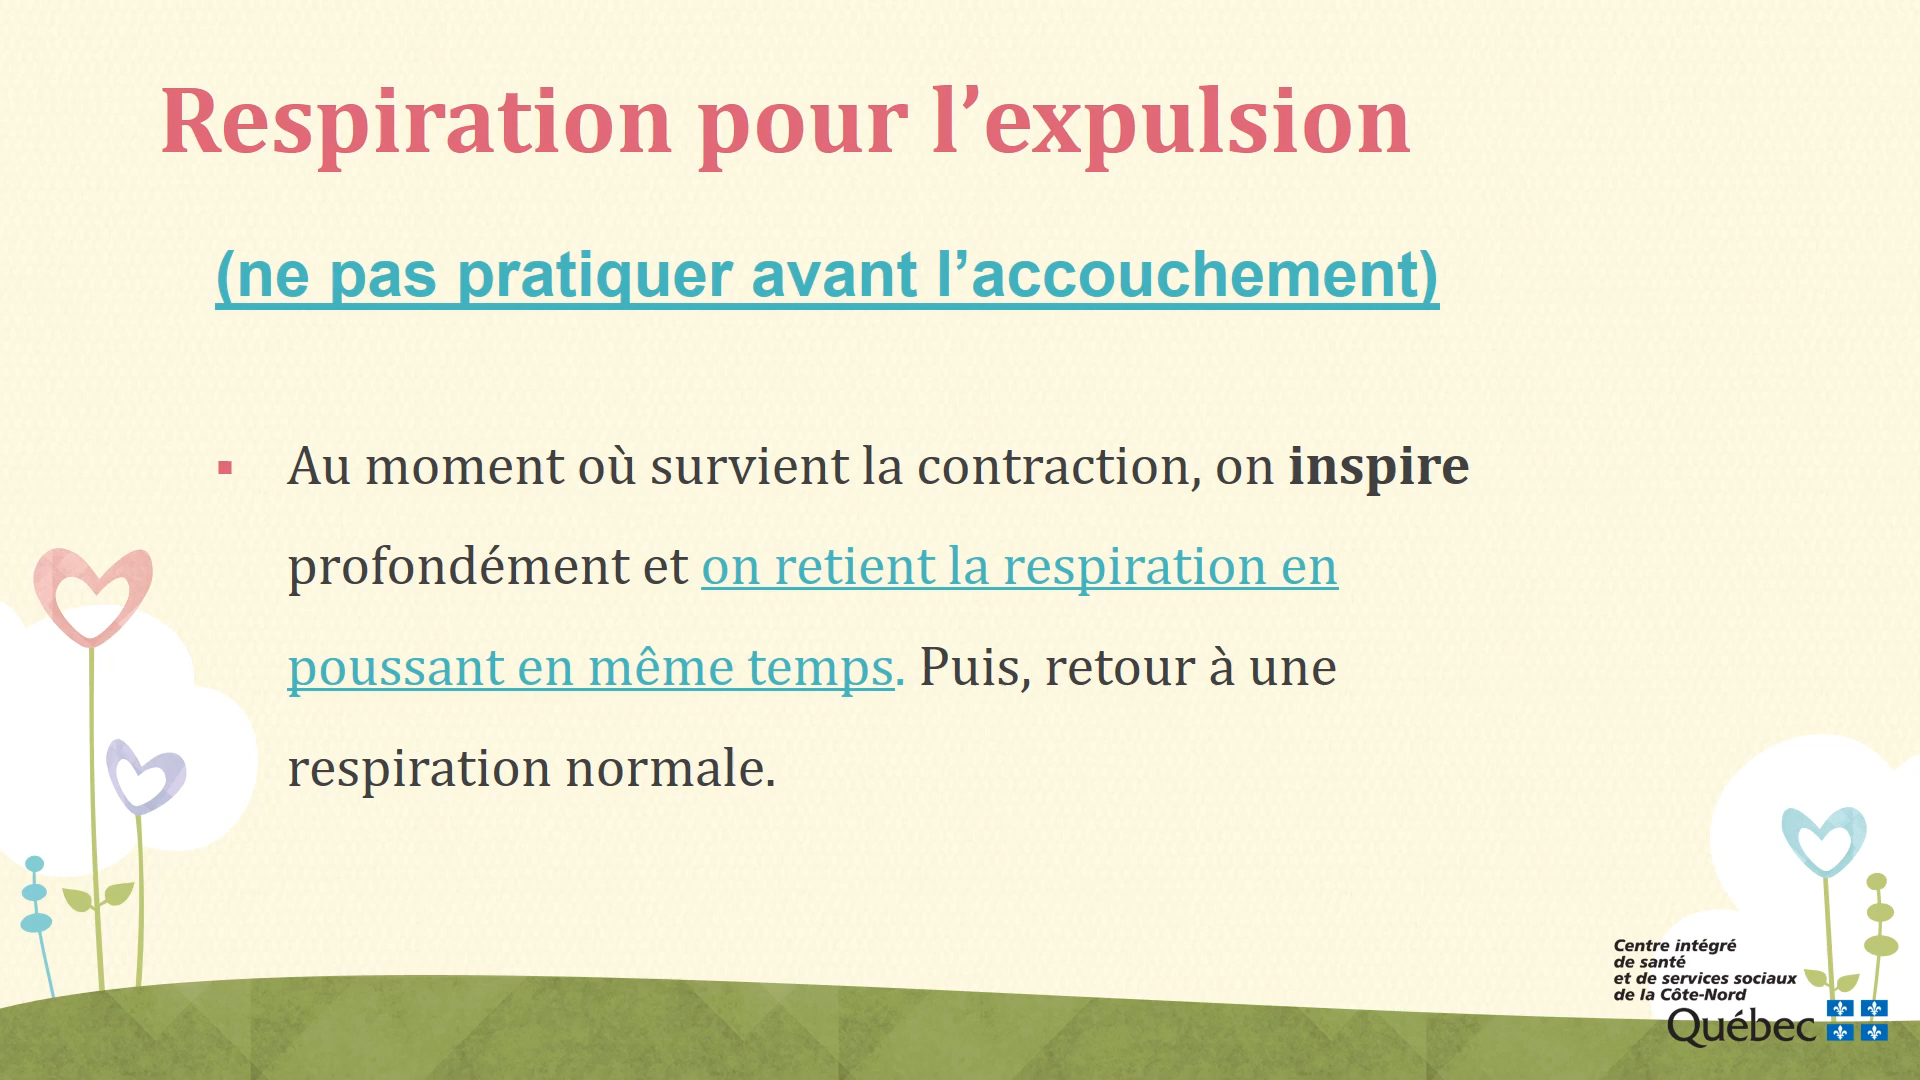 Respiration pour l’expulsion
(ne pas pratiquer avant l’accouchement)
▪ Au moment où survient la contraction, on inspire
profondément et on retient la respiration en
poussant en même temps. Puis, retour à une
respiration normale.
Centre intégré
de santé
et de services sociaux
de la Côte-Nord
Québec